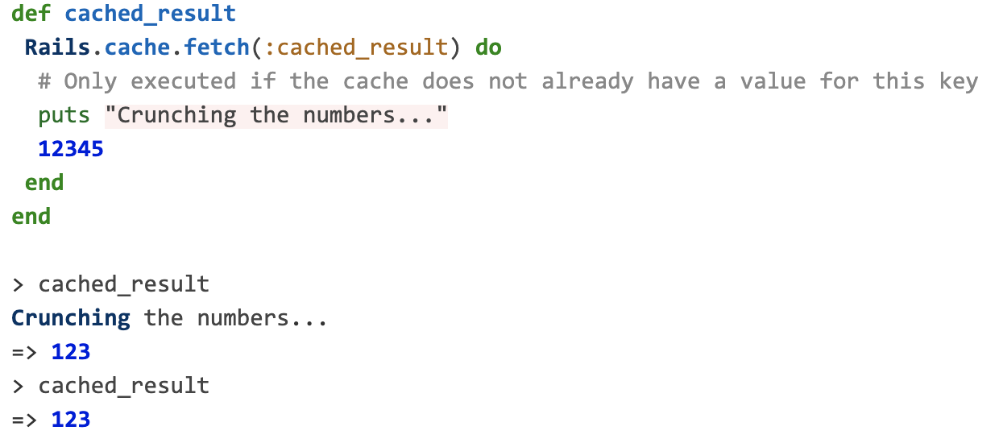 def cached_result
 Rails.cache.fetch(:cached_result) do
  # Only executed if the cache does not already have a value for this key
  puts "Crunching the numbers..."
  12345
 end
end

> cached_result
Crunching the numbers...
=> 123
> cached_result
=> 123